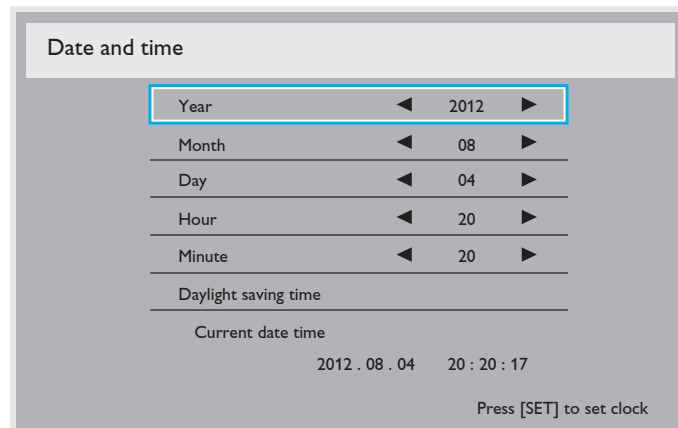 Date and time
Year ◀ 2012 ▶
Month ◀ 08 ▶
Day ◀ 04 ▶
Hour ◀ 20 ▶
Minute ◀ 20 ▶
Daylight saving time
Current date time
2012 . 08 . 04 20 : 20 : 17
Press [SET] to set clock